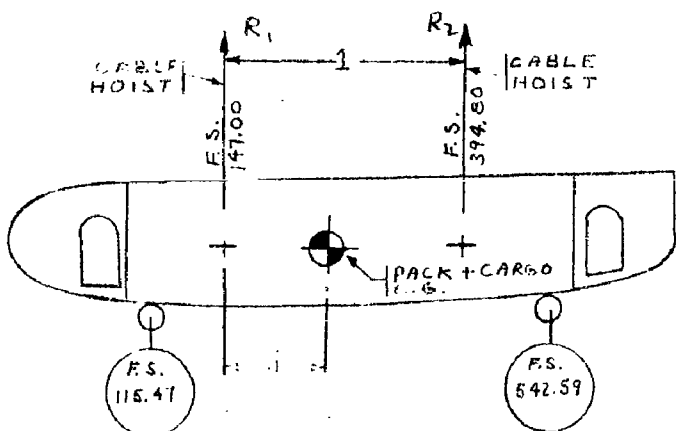 R1
R2
1
CABLE
HOIST
CABLE
HOIST
F.S.
147.00
F.S.
394.80
PACK + CARGO
C.G.
F.S.
115.47
F.S.
542.59